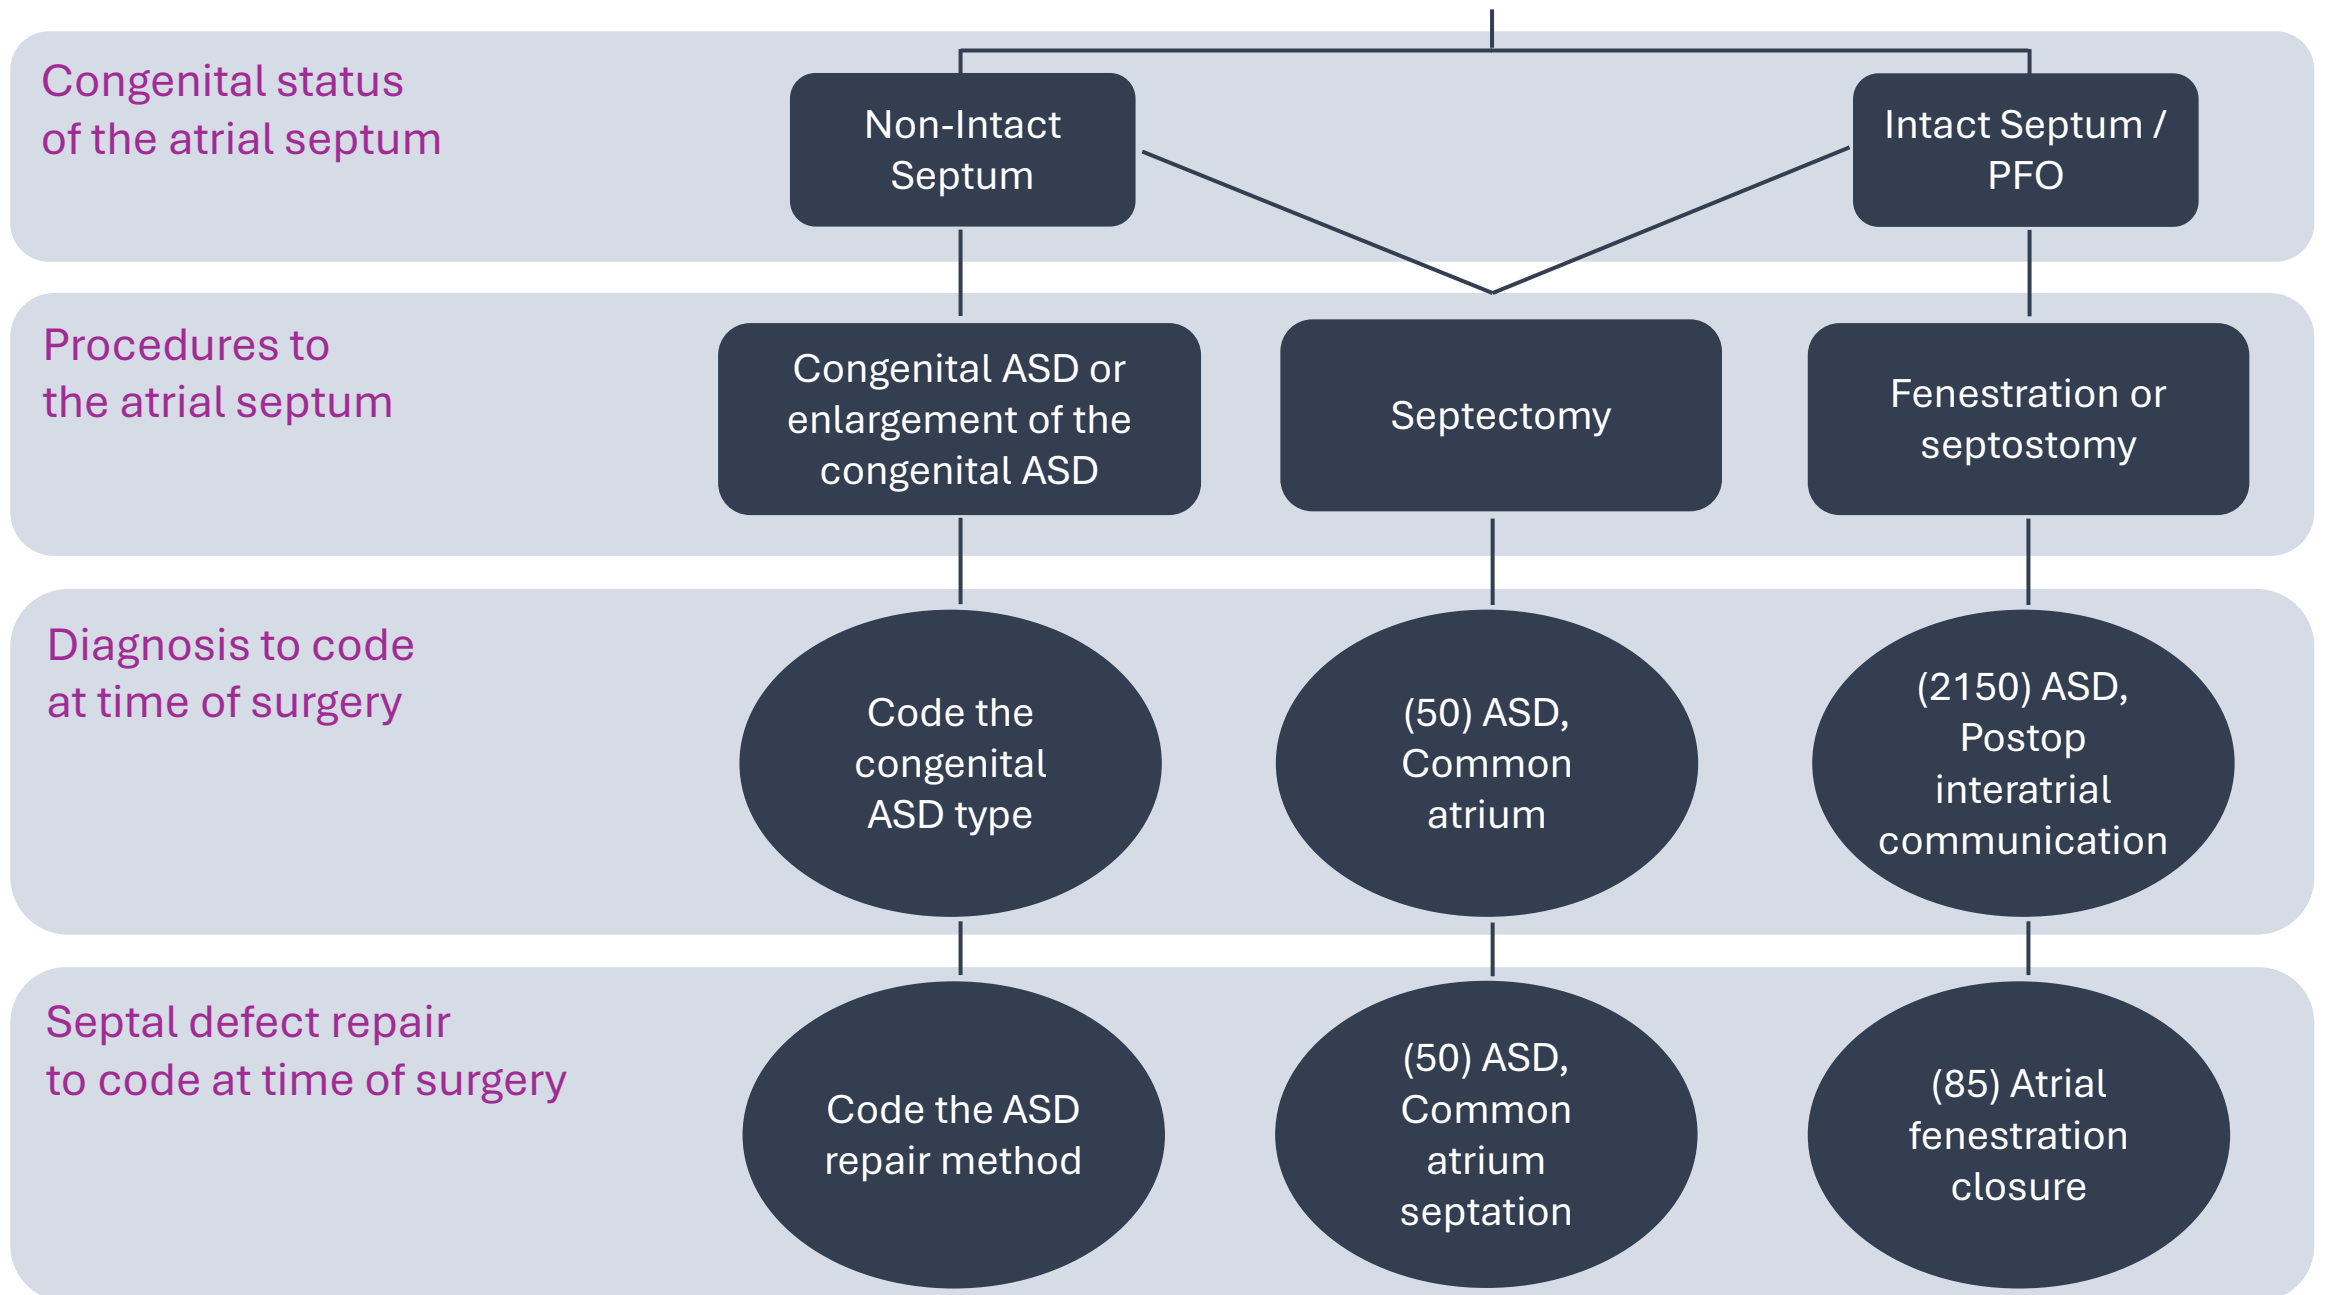 Congenital status
of the atrial septum
Non-Intact
Septum
Intact Septum /
PFO
Procedures to
the atrial septum
Congenital ASD or
enlargement of the
congenital ASD
Septectomy
Fenestration or
septostomy
Diagnosis to code
at time of surgery
Code the
congenital
ASD type
(50) ASD,
Common
atrium
(2150) ASD,
Postop
interatrial
communication
Septal defect repair
to code at time of surgery
Code the ASD
repair method
(50) ASD,
Common
atrium
septation
(85) Atrial
fenestration
closure